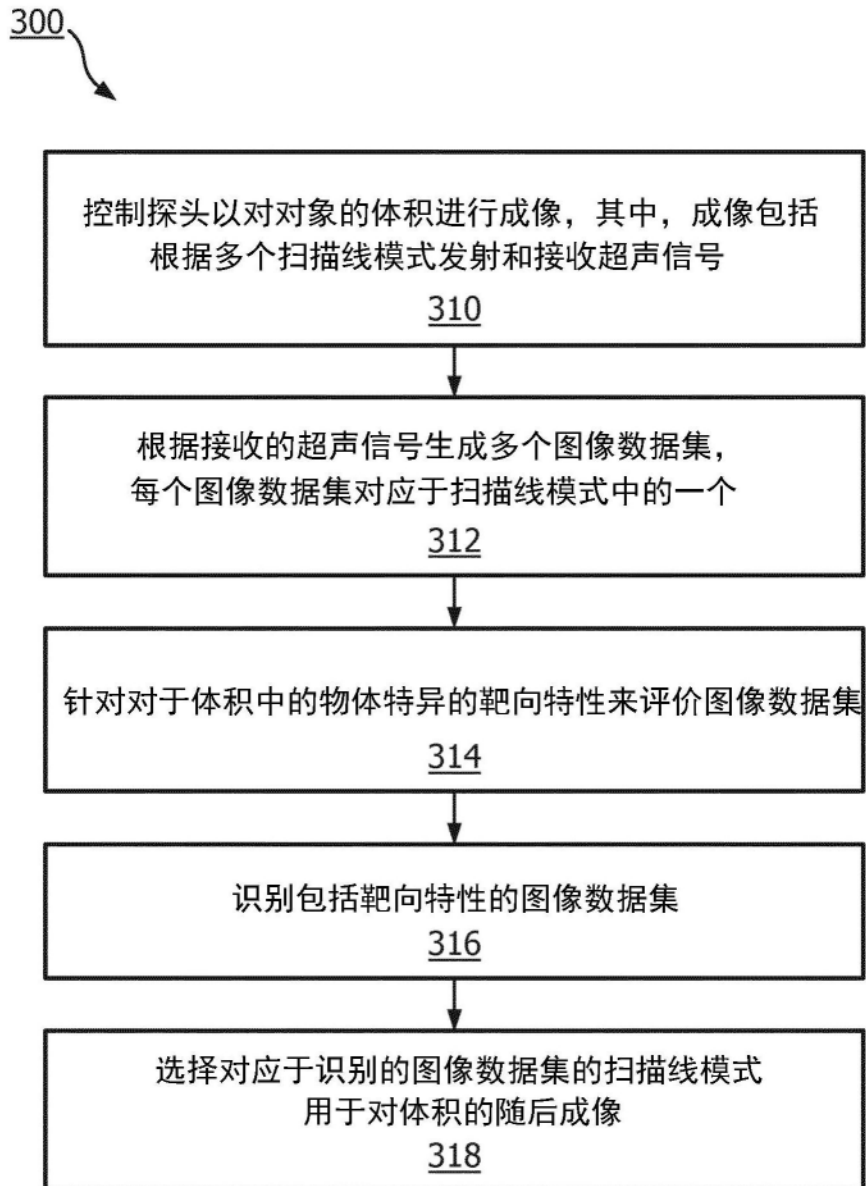 300
控制探头以对对象的体积进行成像，其中，成像包括
根据多个扫描线模式发射和接收超声信号
310
根据接收的超声信号生成多个图像数据集，
每个图像数据集对应于扫描线模式中的一个
312
针对对于体积中的物体特异的靶向特性来评价图像数据集
314
识别包括靶向特性的图像数据集
316
选择对应于识别的图像数据集的扫描线模式
用于对体积的随后成像
318